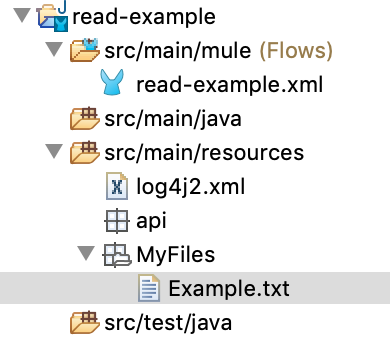 read-example
src/main/mule (Flows)
read-example.xml
src/main/java
src/main/resources
log4j2.xml
api
MyFiles
Example.txt
src/test/java